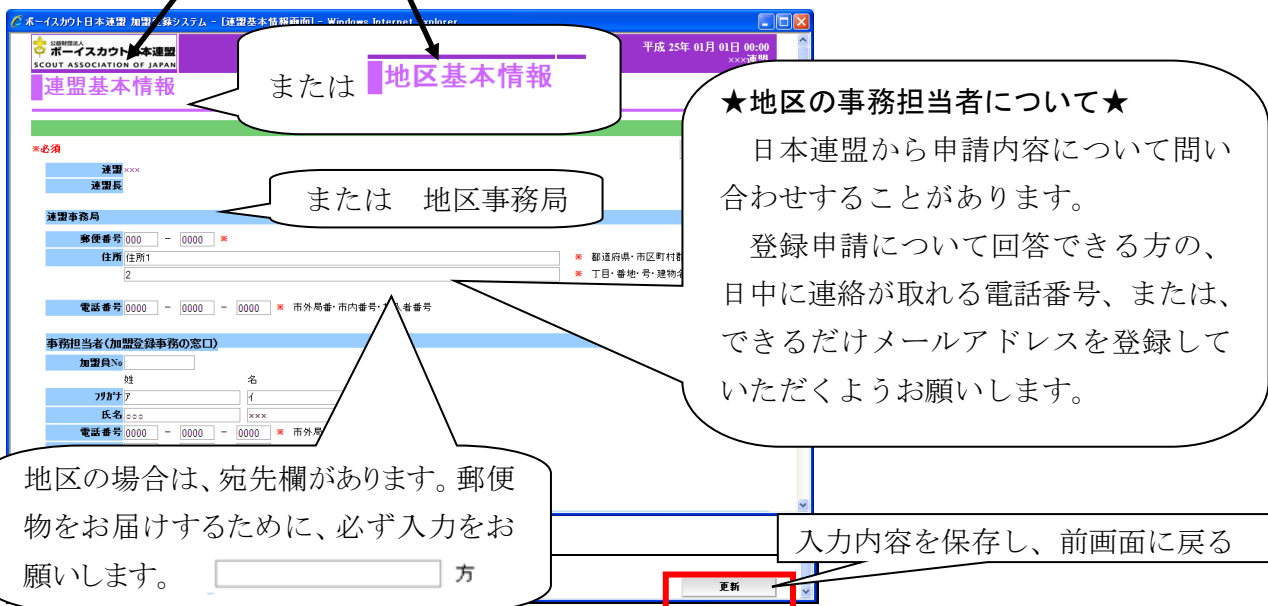 ボーイスカウト日本連盟 加盟登録システム - [連盟基本情報画面] - Windows Internet Explorer
公益財団法人
ボーイスカウト日本連盟
SCOUT ASSOCIATION OF JAPAN
平成 25年 01月 01日 00:00
×××連盟
連盟基本情報
または 地区基本情報
※必須
連盟 ×××
連盟長
または 地区事務局
連盟事務局
郵便番号 000 - 0000 ※
住所 住所1 ※ 都道府県・市区町村
2 ※ 丁目・番地・号・建物
電話番号 0000 - 0000 - 0000 ※ 市外局番・市内番号・ 者番号
事務担当者(加盟登録事務の窓口)
加盟員No
姓 名
フリガナ ア イ
氏名 ○○○ ×××
電話番号 0000 - 0000 - 0000 ※ 市外局
★地区の事務担当者について★
日本連盟から申請内容について問い
合わせすることがあります。
登録申請について回答できる方の、
日中に連絡が取れる電話番号、または、
できるだけメールアドレスを登録して
いただくようお願いします。
地区の場合は、宛先欄があります。郵便
物をお届けするために、必ず入力をお
願いします。 方
入力内容を保存し、前画面に戻る
更新